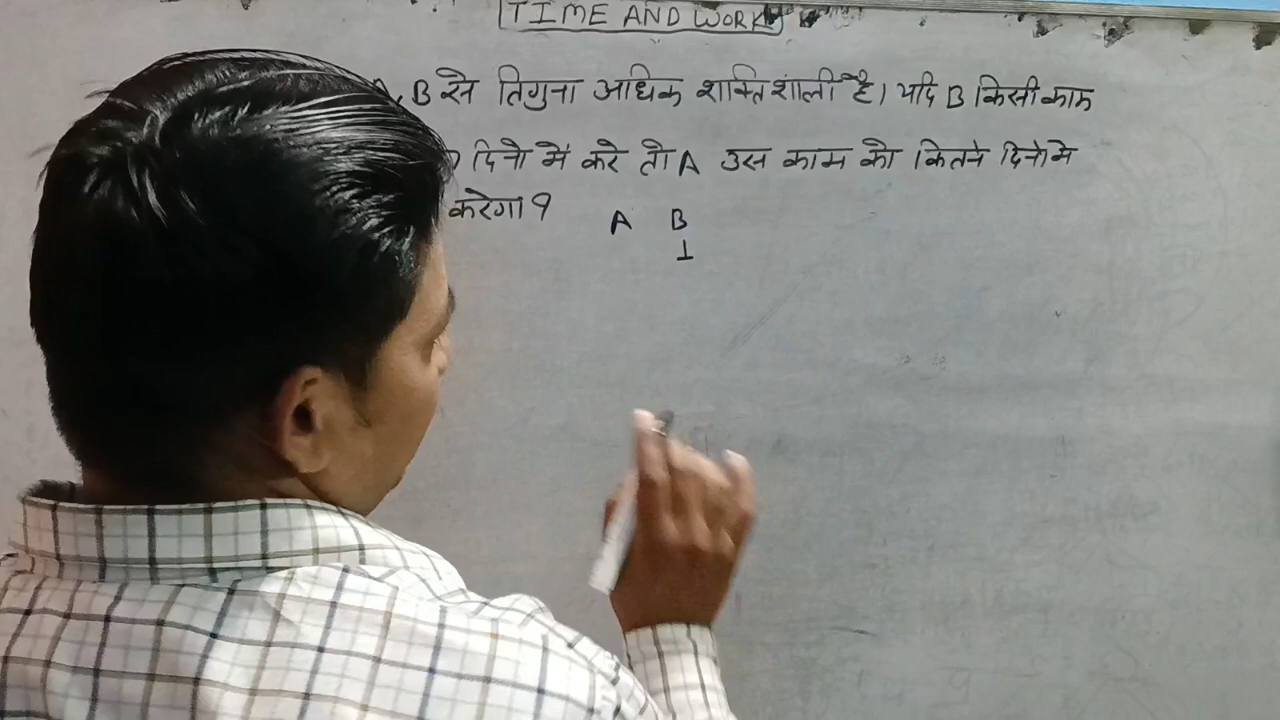 TIME AND WORK
A, B से तिगुना अधिक शक्तिशाली है। यदि B किसी काम
दिनो में करे तो A उस काम को कितने दिनो मे
करेगा?
A B
1